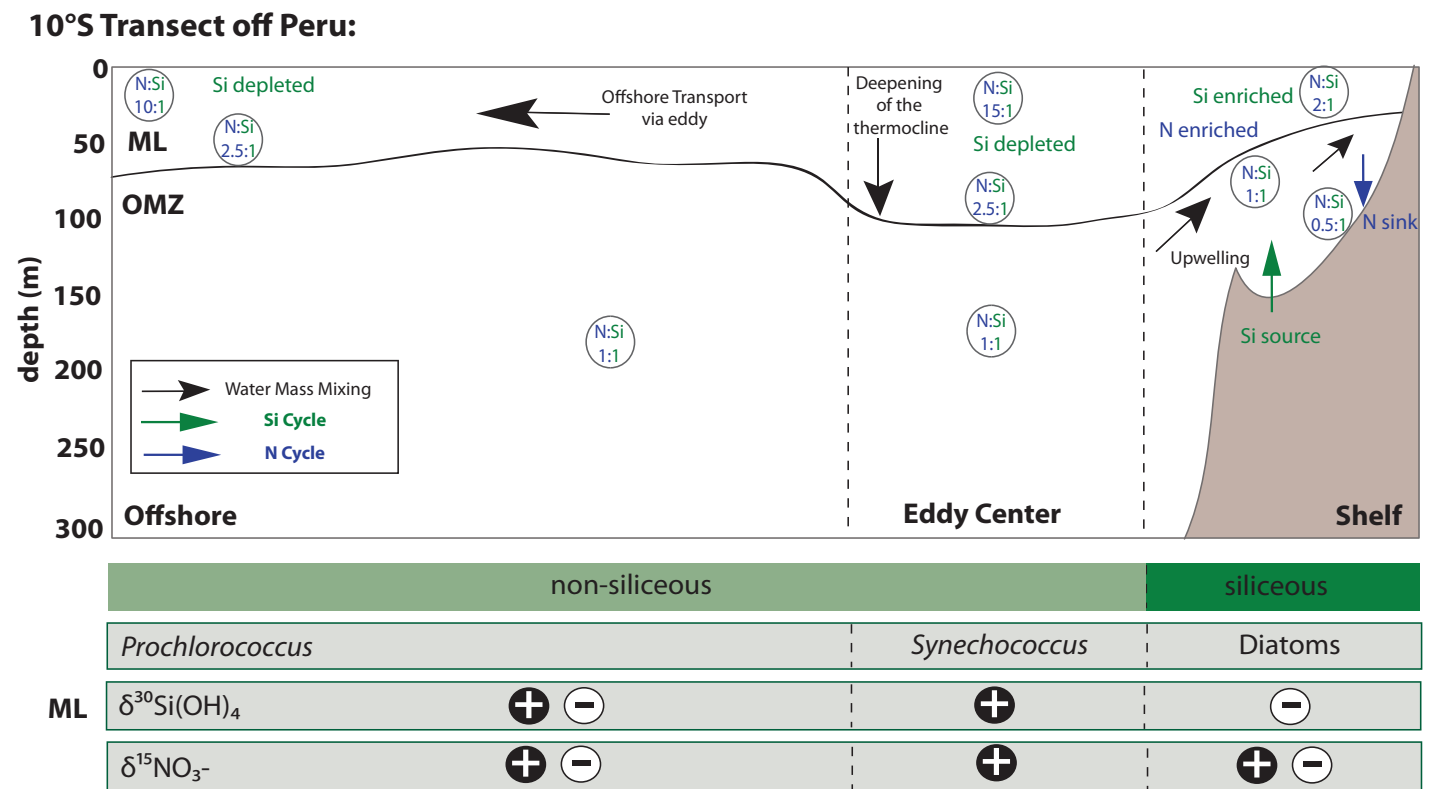 10°S Transect off Peru:
0
50
100
150
200
250
300
depth (m)
N:Si
10:1
Si depleted
N:Si
2.5:1
ML
OMZ
Offshore Transport
via eddy
Deepening
of the
thermocline
N:Si
15:1
Si depleted
N:Si
2.5:1
Si enriched
N:Si
2:1
N enriched
N:Si
1:1
N:Si
0.5:1
N sink
Upwelling
Si source
N:Si
1:1
N:Si
1:1
Water Mass Mixing
Si Cycle
N Cycle
Offshore
Eddy Center
Shelf
non-siliceous
siliceous
Prochlorococcus
Synechococcus
Diatoms
ML
δ³⁰Si(OH)₄
+ -
+
-
δ¹⁵NO₃-
+ -
+
+ -